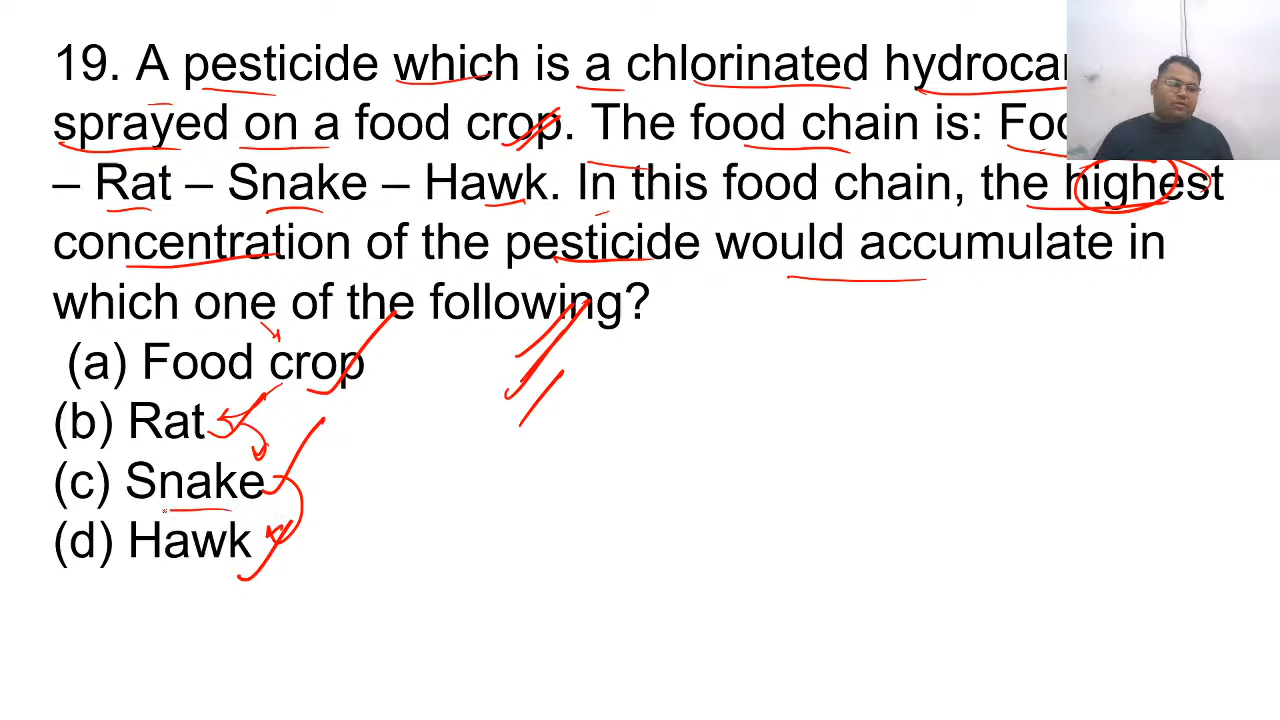 19. A pesticide which is a chlorinated
sprayed on a food crop. The food chain is:
– Rat – Snake – Hawk. In this food chain, the highest
concentration of the pesticide would accumulate in
which one of the following?
(a) Food crop
(b) Rat
(c) Snake
(d) Hawk